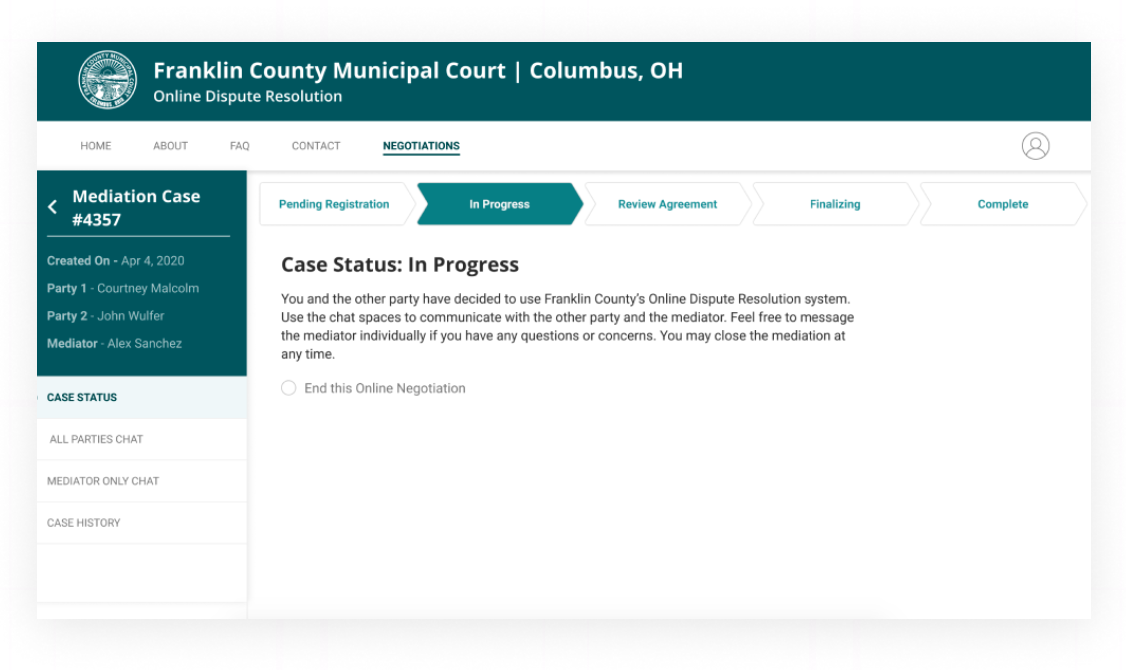 Franklin County Municipal Court | Columbus, OH
Online Dispute Resolution
HOME ABOUT FAQ CONTACT NEGOTIATIONS
Mediation Case
#4357
Created On - Apr 4, 2020
Party 1 - Courtney Malcolm
Party 2 - John Wulfer
Mediator - Alex Sanchez
CASE STATUS
ALL PARTIES CHAT
MEDIATOR ONLY CHAT
CASE HISTORY
Pending Registration In Progress Review Agreement Finalizing Complete
Case Status: In Progress
You and the other party have decided to use Franklin County’s Online Dispute Resolution system.
Use the chat spaces to communicate with the other party and the mediator. Feel free to message
the mediator individually if you have any questions or concerns. You may close the mediation at
any time.
End this Online Negotiation